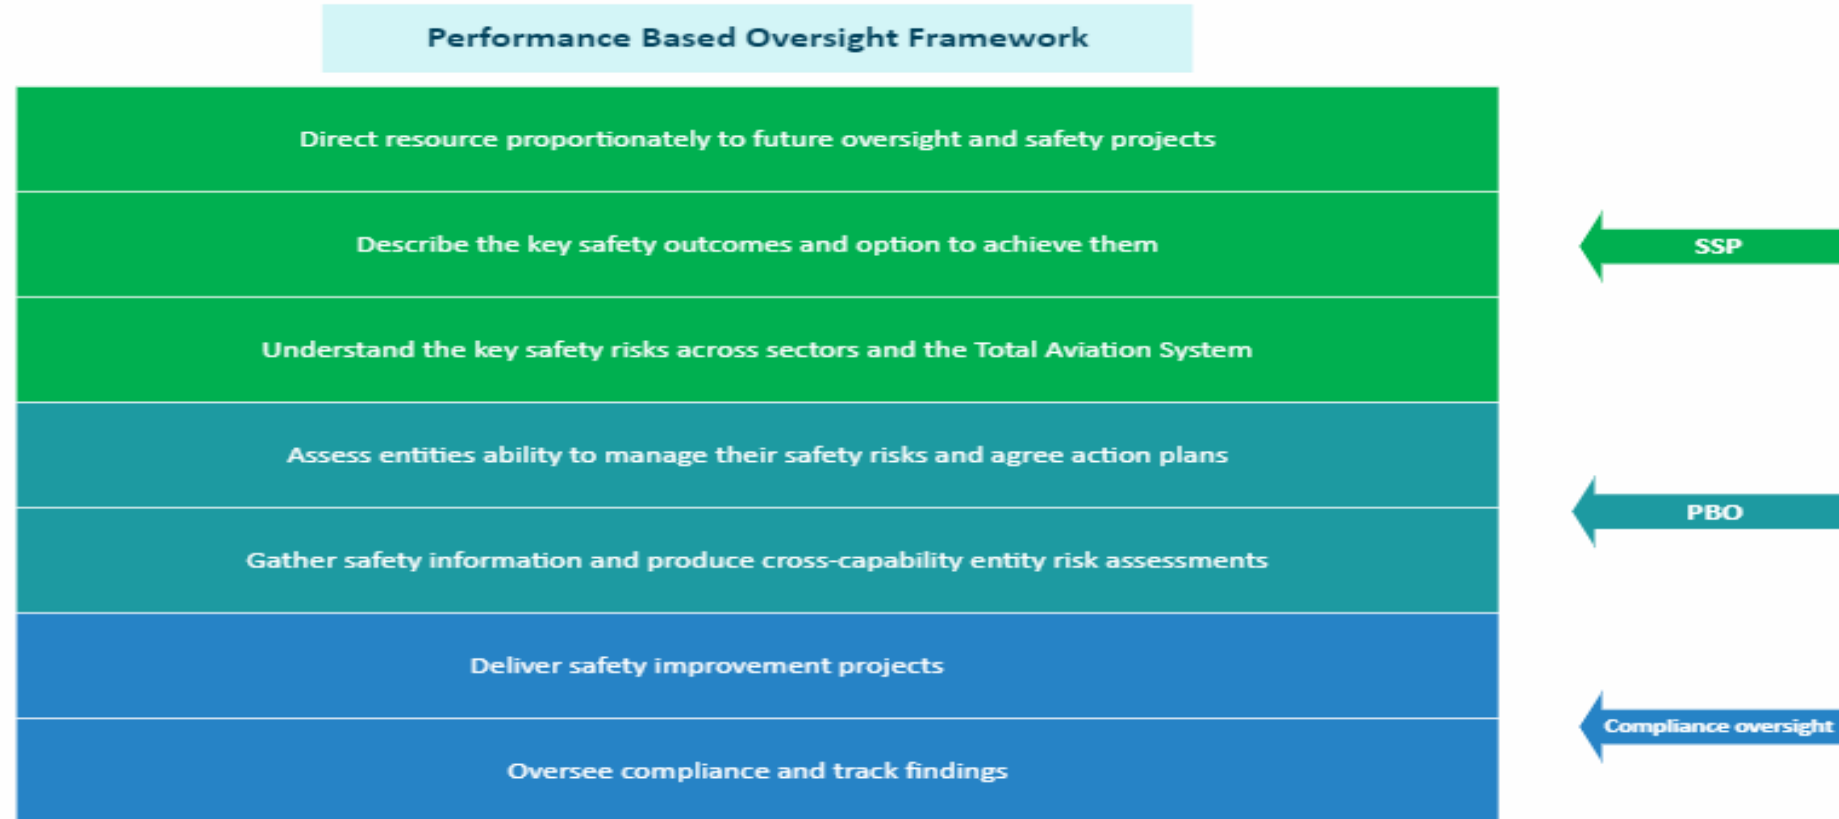 Performance Based Oversight Framework
Direct resource proportionately to future oversight and safety projects
Describe the key safety outcomes and option to achieve them
SSP
Understand the key safety risks across sectors and the Total Aviation System
Assess entities ability to manage their safety risks and agree action plans
PBO
Gather safety information and produce cross-capability entity risk assessments
Deliver safety improvement projects
Compliance oversight
Oversee compliance and track findings